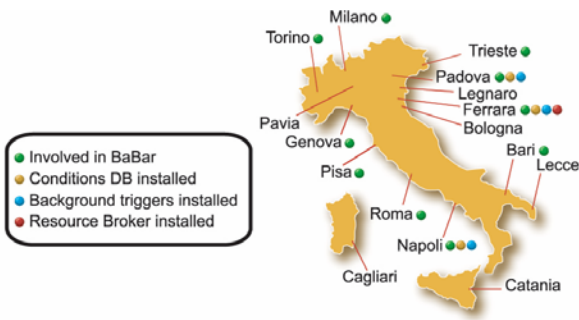 Milano
Torino
Trieste
Padova
Legnaro
Ferrara
Bologna
Pavia
Genova
Pisa
Bari
Lecce
Roma
Napoli
Cagliari
Catania
Involved in BaBar
Conditions DB installed
Background triggers installed
Resource Broker installed